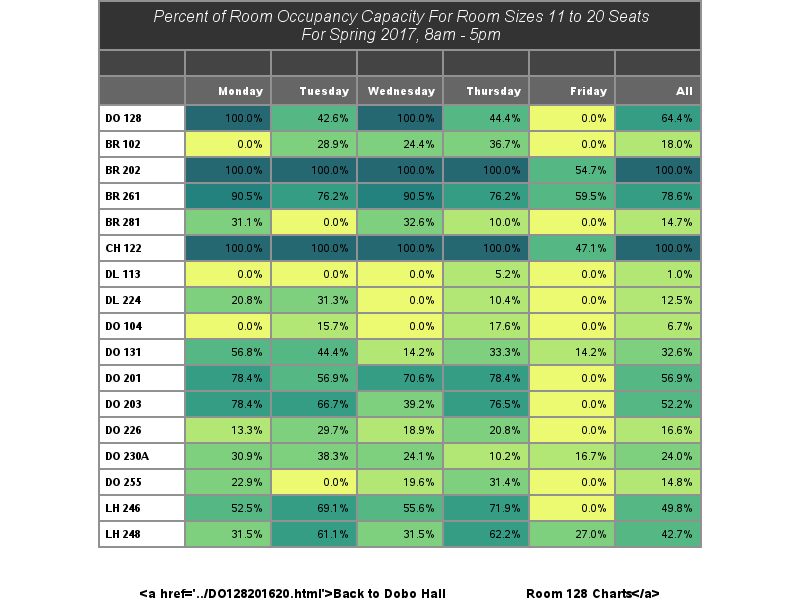 Percent of Room Occupancy Capacity For Room Sizes 11 to 20 Seats
For Spring 2017, 8am - 5pm
Monday Tuesday Wednesday Thursday Friday All
DO 128 100.0% 42.6% 100.0% 44.4% 0.0% 64.4%
BR 102 0.0% 28.9% 24.4% 36.7% 0.0% 18.0%
BR 202 100.0% 100.0% 100.0% 100.0% 54.7% 100.0%
BR 261 90.5% 76.2% 90.5% 76.2% 59.5% 78.6%
BR 281 31.1% 0.0% 32.6% 10.0% 0.0% 14.7%
CH 122 100.0% 100.0% 100.0% 100.0% 47.1% 100.0%
DL 113 0.0% 0.0% 0.0% 5.2% 0.0% 1.0%
DL 224 20.8% 31.3% 0.0% 10.4% 0.0% 12.5%
DO 104 0.0% 15.7% 0.0% 17.6% 0.0% 6.7%
DO 131 56.8% 44.4% 14.2% 33.3% 14.2% 32.6%
DO 201 78.4% 56.9% 70.6% 78.4% 0.0% 56.9%
DO 203 78.4% 66.7% 39.2% 76.5% 0.0% 52.2%
DO 226 13.3% 29.7% 18.9% 20.8% 0.0% 16.6%
DO 230A 30.9% 38.3% 24.1% 10.2% 16.7% 24.0%
DO 255 22.9% 0.0% 19.6% 31.4% 0.0% 14.8%
LH 246 52.5% 69.1% 55.6% 71.9% 0.0% 49.8%
LH 248 31.5% 61.1% 31.5% 62.2% 27.0% 42.7%
<a href='../DO128201620.html'>Back to Dobo Hall Room 128 Charts</a>